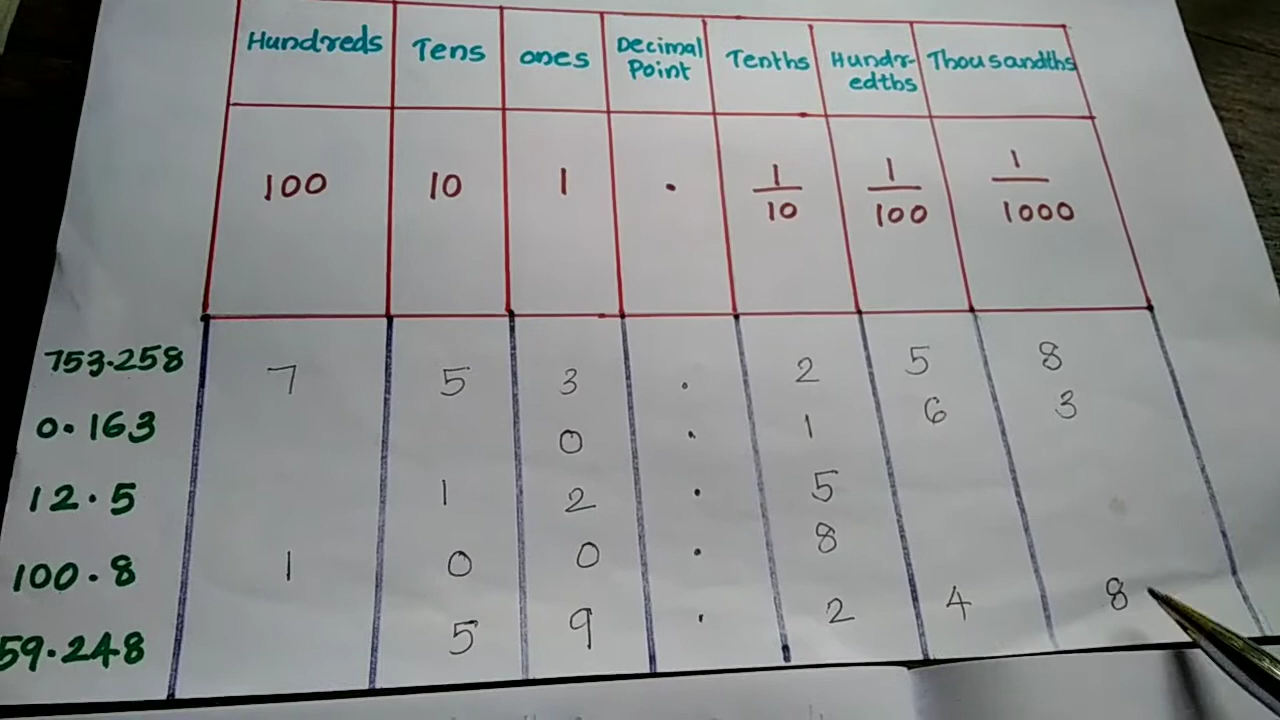 Hundreds Tens ones Decimal Point Tenths Hundr-edths Thousandths
100 10 1 . 1/10 1/100 1/1000
753.258 7 5 3 . 2 5 8
0.163 0 . 1 6 3
12.5 1 2 . 5
100.8 1 0 0 . 8
59.248 5 9 . 2 4 8